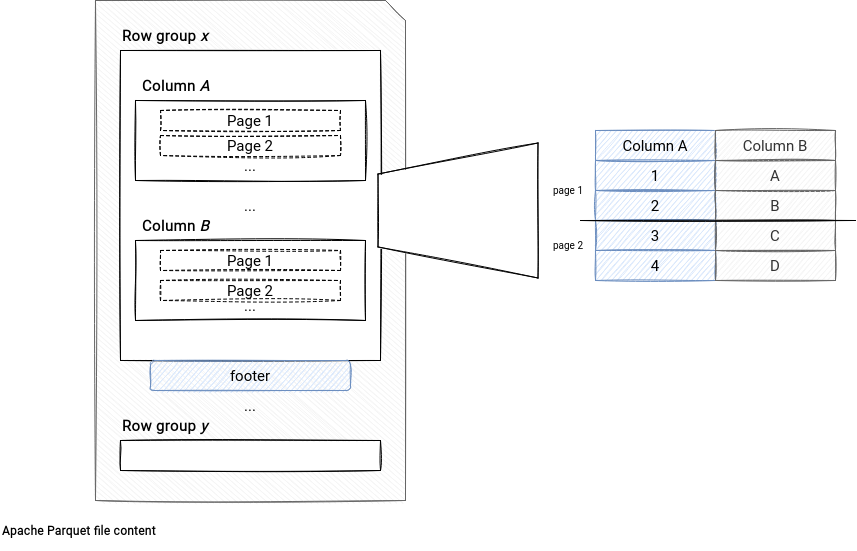 Row group x
Column A
Page 1
Page 2
...
...
Column B
Page 1
Page 2
...
footer
...
Row group y
Column A Column B
page 1
1 A
2 B
page 2
3 C
4 D
Apache Parquet file content